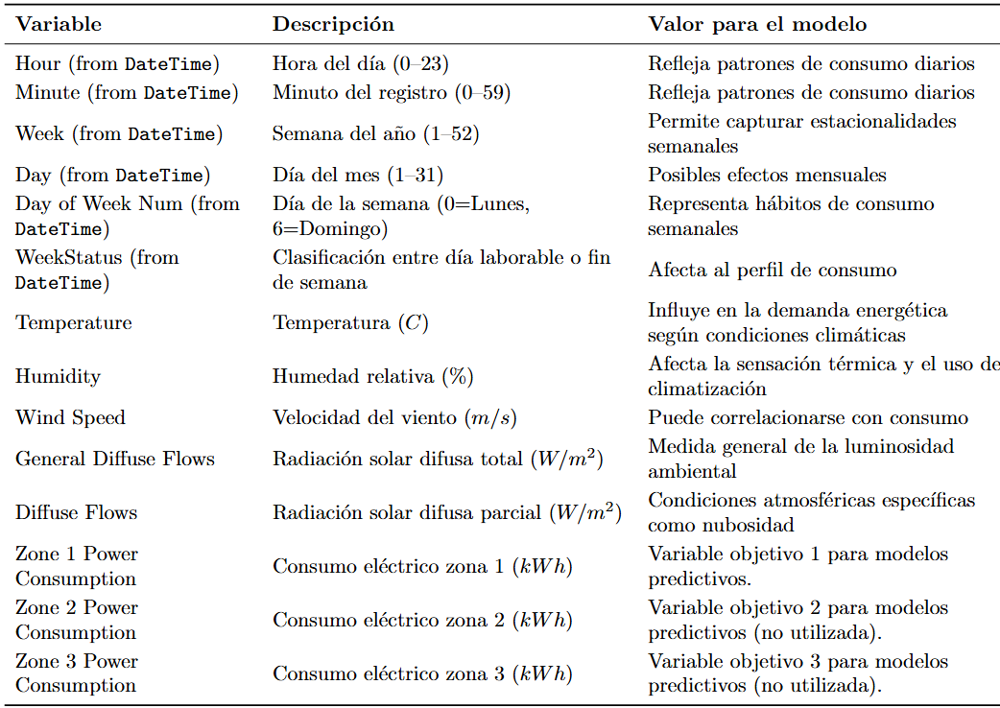 Variable Descripción Valor para el modelo
Hour (from DateTime) Hora del día (0–23) Refleja patrones de consumo diarios
Minute (from DateTime) Minuto del registro (0–59) Refleja patrones de consumo diarios
Week (from DateTime) Semana del año (1–52) Permite capturar estacionalidades
semanales
Day (from DateTime) Día del mes (1–31) Posibles efectos mensuales
Day of Week Num (from Día de la semana (0=Lunes, Representa hábitos de consumo
DateTime) 6=Domingo) semanales
WeekStatus (from Clasificación entre día laborable o fin Afecta al perfil de consumo
DateTime) de semana
Temperature Temperatura (C) Influye en la demanda energética
según condiciones climáticas
Humidity Humedad relativa (%) Afecta la sensación térmica y el uso de
climatización
Wind Speed Velocidad del viento (m/s) Puede correlacionarse con consumo
General Diffuse Flows Radiación solar difusa total (W/m²) Medida general de la luminosidad
ambiental
Diffuse Flows Radiación solar difusa parcial (W/m²) Condiciones atmosféricas específicas
como nubosidad
Zone 1 Power Consumo eléctrico zona 1 (kWh) Variable objetivo 1 para modelos
Consumption predictivos.
Zone 2 Power Consumo eléctrico zona 2 (kWh) Variable objetivo 2 para modelos
Consumption predictivos (no utilizada).
Zone 3 Power Consumo eléctrico zona 3 (kWh) Variable objetivo 3 para modelos
Consumption predictivos (no utilizada).